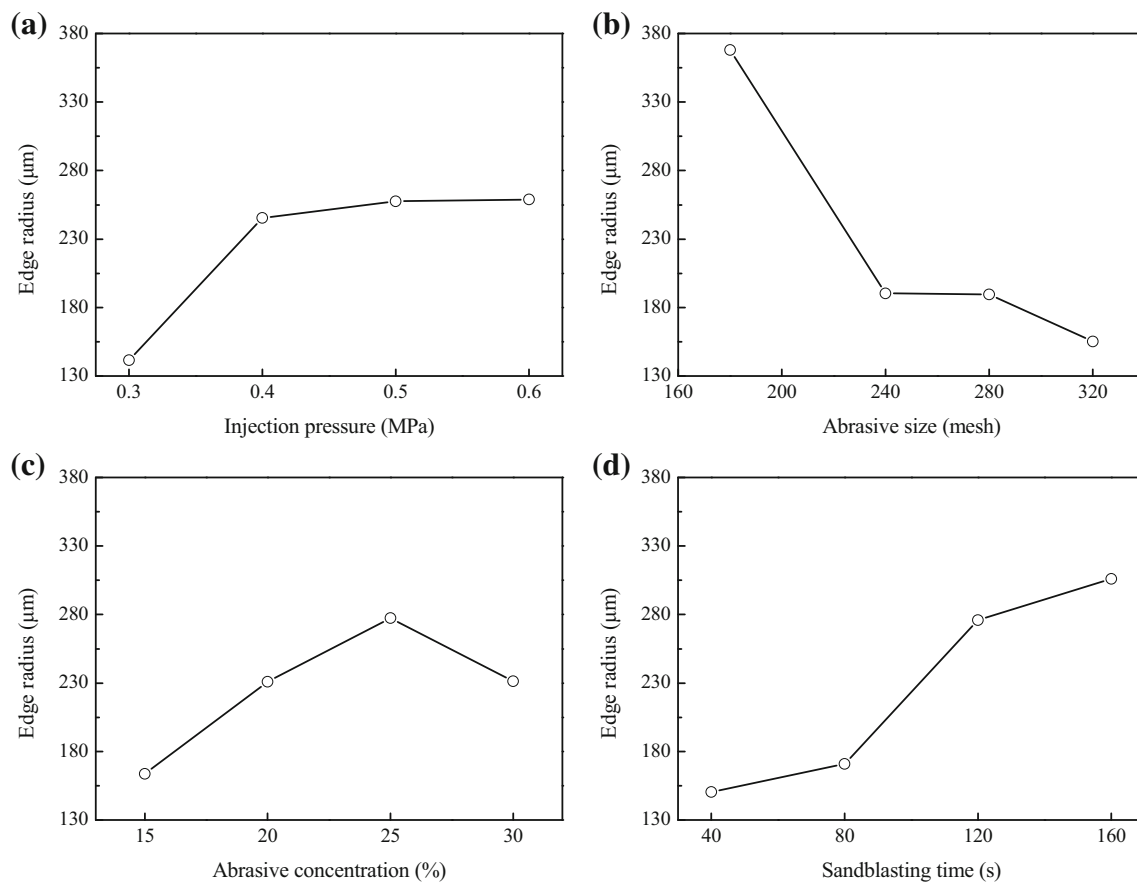 (a)
380
330
280
230
180
130
Edge radius (μm)
0.3 0.4 0.5 0.6
Injection pressure (MPa)
(b)
380
330
280
230
180
130
Edge radius (μm)
160 200 240 280 320
Abrasive size (mesh)
(c)
380
330
280
230
180
130
Edge radius (μm)
15 20 25 30
Abrasive concentration (%)
(d)
380
330
280
230
180
130
Edge radius (μm)
40 80 120 160
Sandblasting time (s)